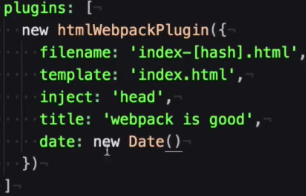 plugins: [
new htmlWebpackPlugin({
filename: 'index-[hash].html',
template: 'index.html',
inject: 'head',
title: 'webpack is good',
date: new Date()
})
]